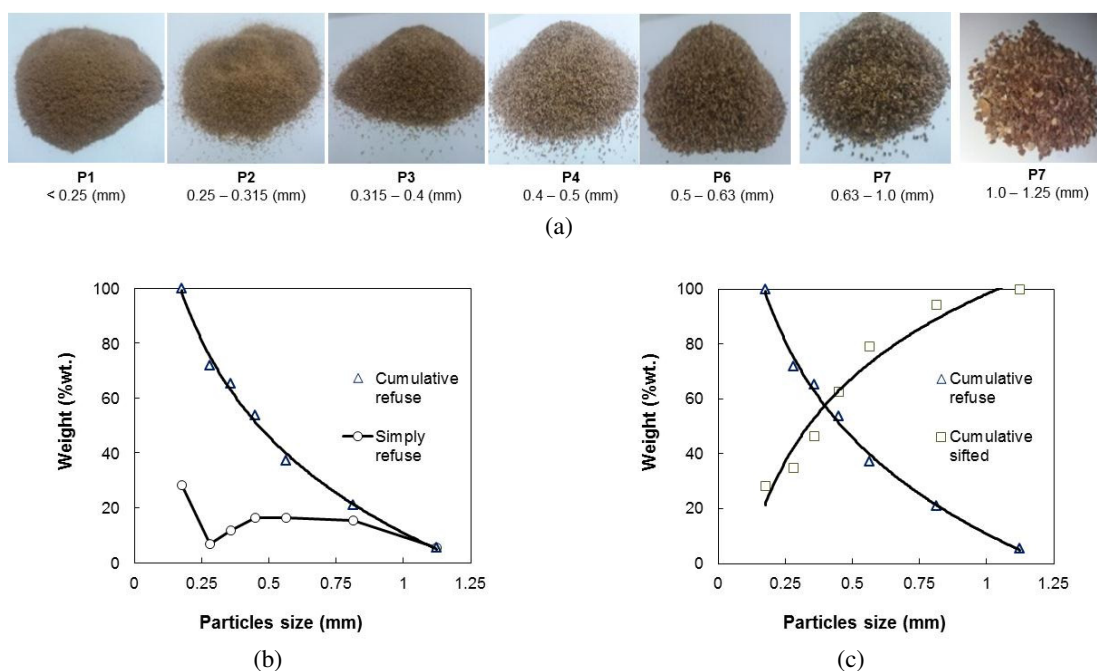 P1
< 0.25 (mm)
P2
0.25 – 0.315 (mm)
P3
0.315 – 0.4 (mm)
P4
0.4 – 0.5 (mm)
P6
0.5 – 0.63 (mm)
P7
0.63 – 1.0 (mm)
P7
1.0 – 1.25 (mm)
(a)
Weight (%wt.)
100
80
60
40
20
0
Cumulative
refuse
Simply
refuse
0
0.25
0.5
0.75
1
1.25
Particles size (mm)
(b)
Weight (%wt.)
100
80
60
40
20
0
Cumulative
refuse
Cumulative
sifted
0
0.25
0.5
0.75
1
1.25
Particles size (mm)
(c)